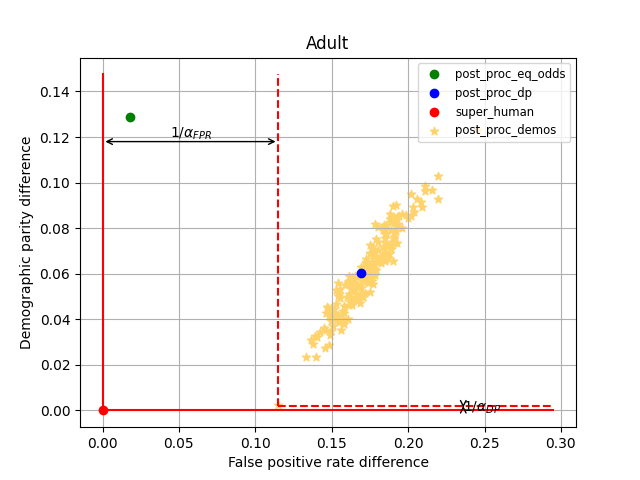 Adult
post_proc_eq_odds
post_proc_dp
super_human
post_proc_demos
1/α_FPR
1/α_DP
Demographic parity difference
0.14
0.12
0.10
0.08
0.06
0.04
0.02
0.00
0.00 0.05 0.10 0.15 0.20 0.25 0.30
False positive rate difference